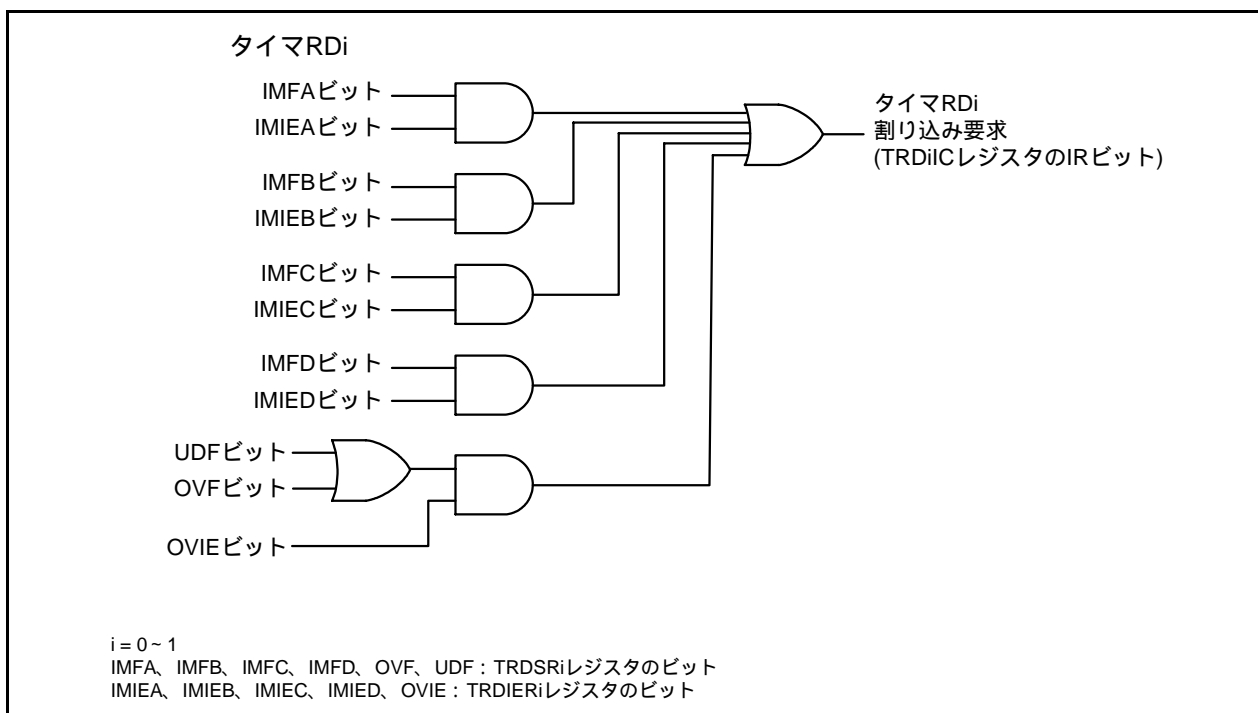 タイマRDi
IMFAビット
IMIEAビット
IMFBビット
IMIEBビット
IMFCビット
IMIECビット
IMFDビット
IMIEDビット
UDFビット
OVFビット
OVIEビット
タイマRDi
割り込み要求
(TRDiICレジスタのIRビット)
i = 0~1
IMFA、IMFB、IMFC、IMFD、OVF、UDF:TRDSRiレジスタのビット
IMIEA、IMIEB、IMIEC、IMIED、OVIE:TRDIERiレジスタのビット